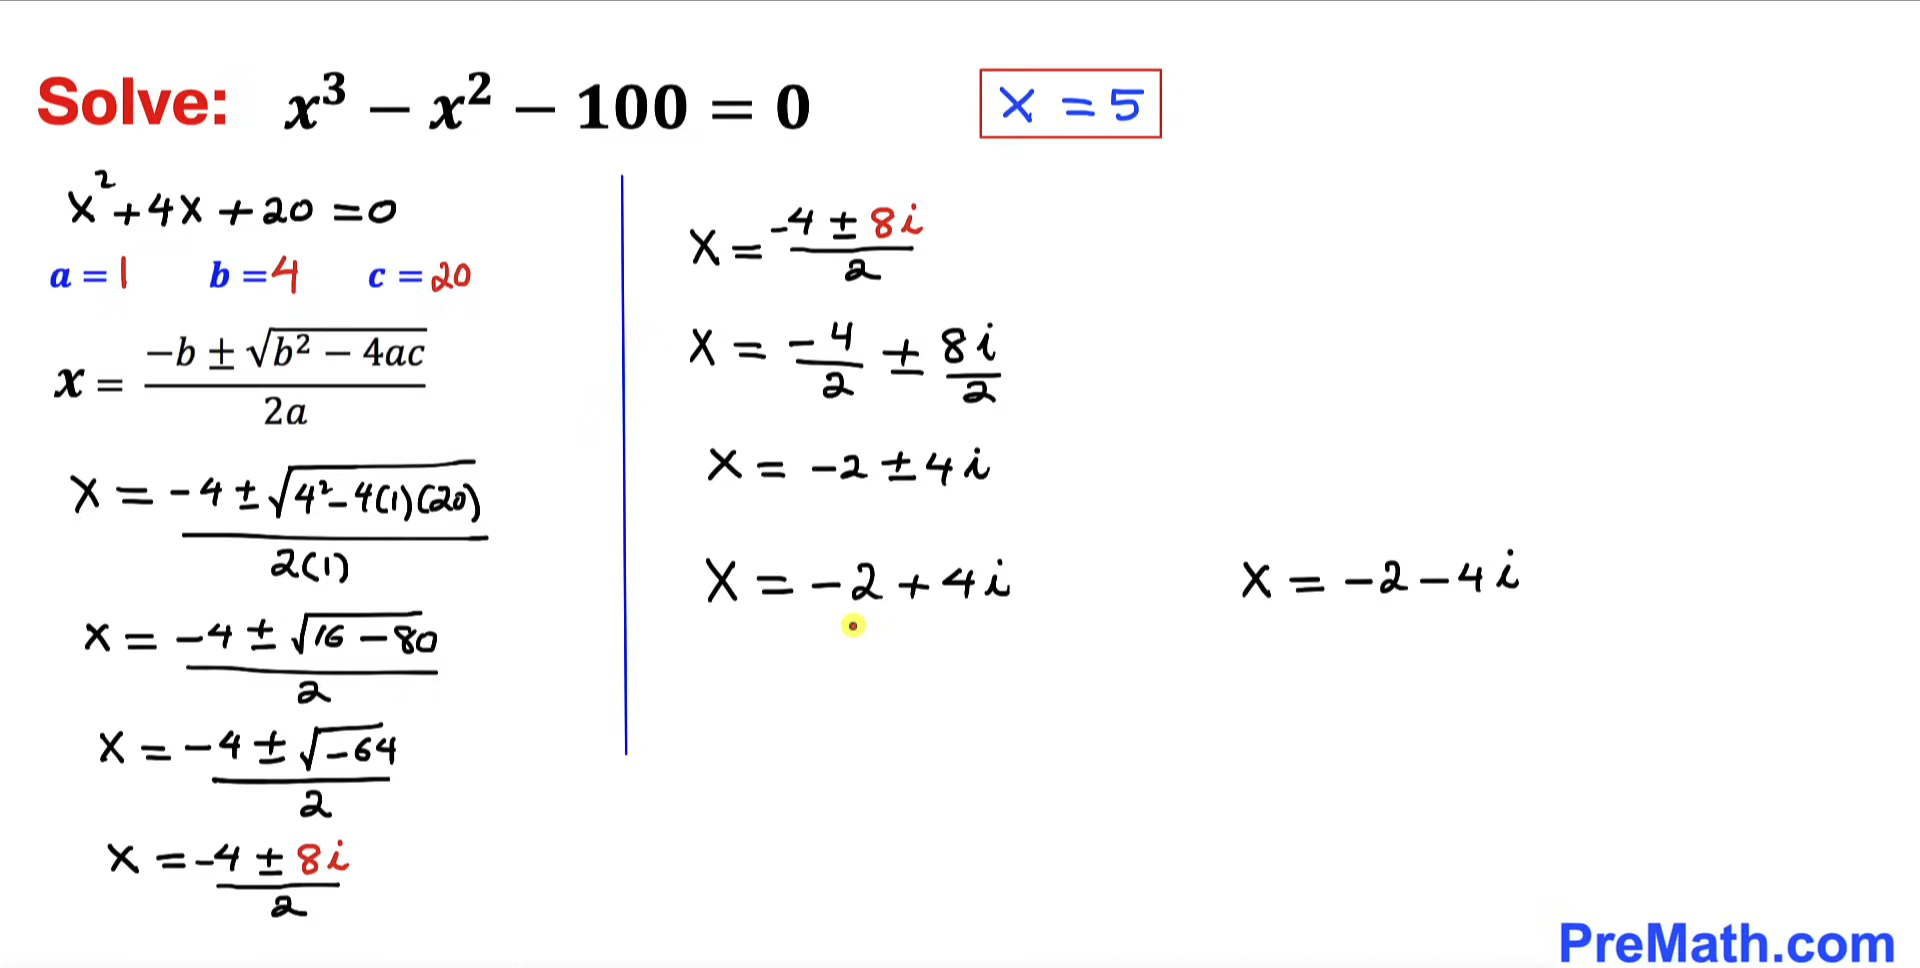 Solve: x³ − x² − 100 = 0
x = 5
x² + 4x + 20 = 0
a = 1 b = 4 c = 20
x = (−b ± √(b² − 4ac)) / 2a
x = (−4 ± √(4² − 4(1)(20))) / 2(1)
x = (−4 ± √(16 − 80)) / 2
x = (−4 ± √−64) / 2
x = (−4 ± 8i) / 2
x = (−4 ± 8i) / 2
x = −4/2 ± 8i/2
x = −2 ± 4i
x = −2 + 4i
x = −2 − 4i
PreMath.com